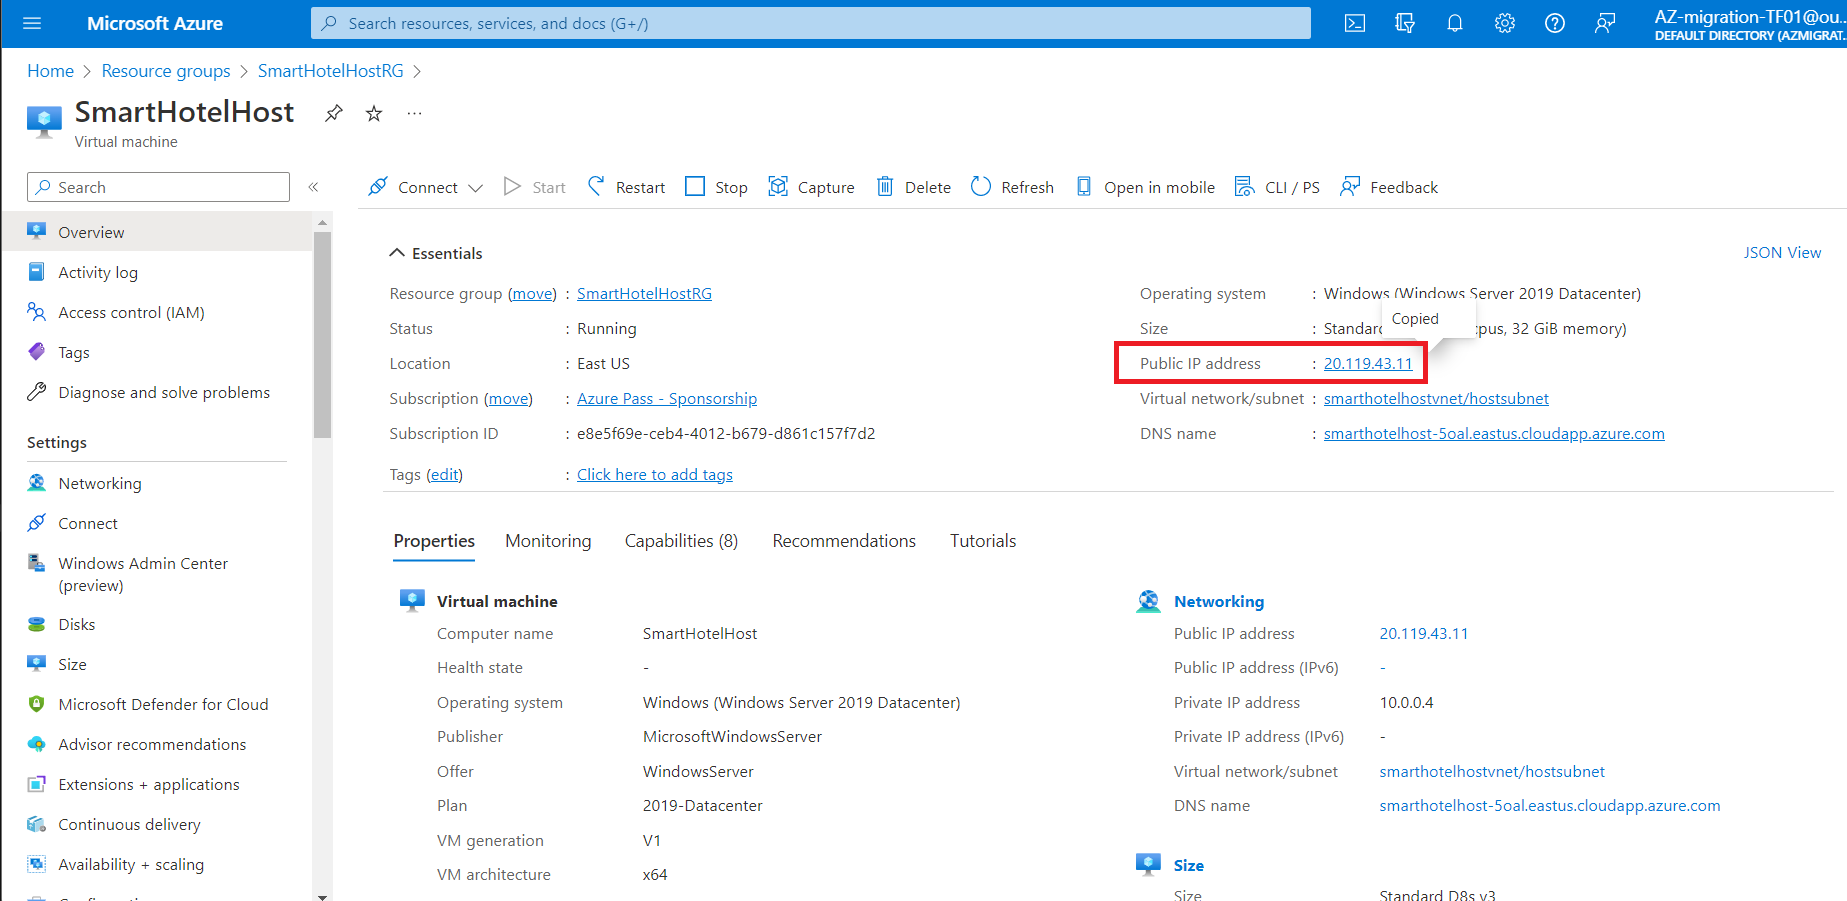 Microsoft Azure
Search resources, services, and docs (G+/)
AZ-migration-TF01@ou...
DEFAULT DIRECTORY (AZMIGRAT...
Home > Resource groups > SmartHotelHostRG >
SmartHotelHost
Virtual machine
Search
«
Connect
Start
Restart
Stop
Capture
Delete
Refresh
Open in mobile
CLI / PS
Feedback
Overview
Activity log
Access control (IAM)
Tags
Diagnose and solve problems
Settings
Networking
Connect
Windows Admin Center
(preview)
Disks
Size
Microsoft Defender for Cloud
Advisor recommendations
Extensions + applications
Continuous delivery
Availability + scaling
Essentials
JSON View
Resource group (move) : SmartHotelHostRG
Status : Running
Location : East US
Subscription (move) : Azure Pass - Sponsorship
Subscription ID : e8e5f69e-ceb4-4012-b679-d861c157f7d2
Tags (edit) : Click here to add tags
Operating system : Windows (Windows Server 2019 Datacenter)
Copied
Size : Standard cpus, 32 GiB memory)
Public IP address : 20.119.43.11
Virtual network/subnet : smarthotelhostvnet/hostsubnet
DNS name : smarthotelhost-5oal.eastus.cloudapp.azure.com
Properties
Monitoring
Capabilities (8)
Recommendations
Tutorials
Virtual machine
Computer name SmartHotelHost
Health state -
Operating system Windows (Windows Server 2019 Datacenter)
Publisher MicrosoftWindowsServer
Offer WindowsServer
Plan 2019-Datacenter
VM generation V1
VM architecture x64
Networking
Public IP address 20.119.43.11
Public IP address (IPv6) -
Private IP address 10.0.0.4
Private IP address (IPv6) -
Virtual network/subnet smarthotelhostvnet/hostsubnet
DNS name smarthotelhost-5oal.eastus.cloudapp.azure.com
Size
Size Standard D8s v3